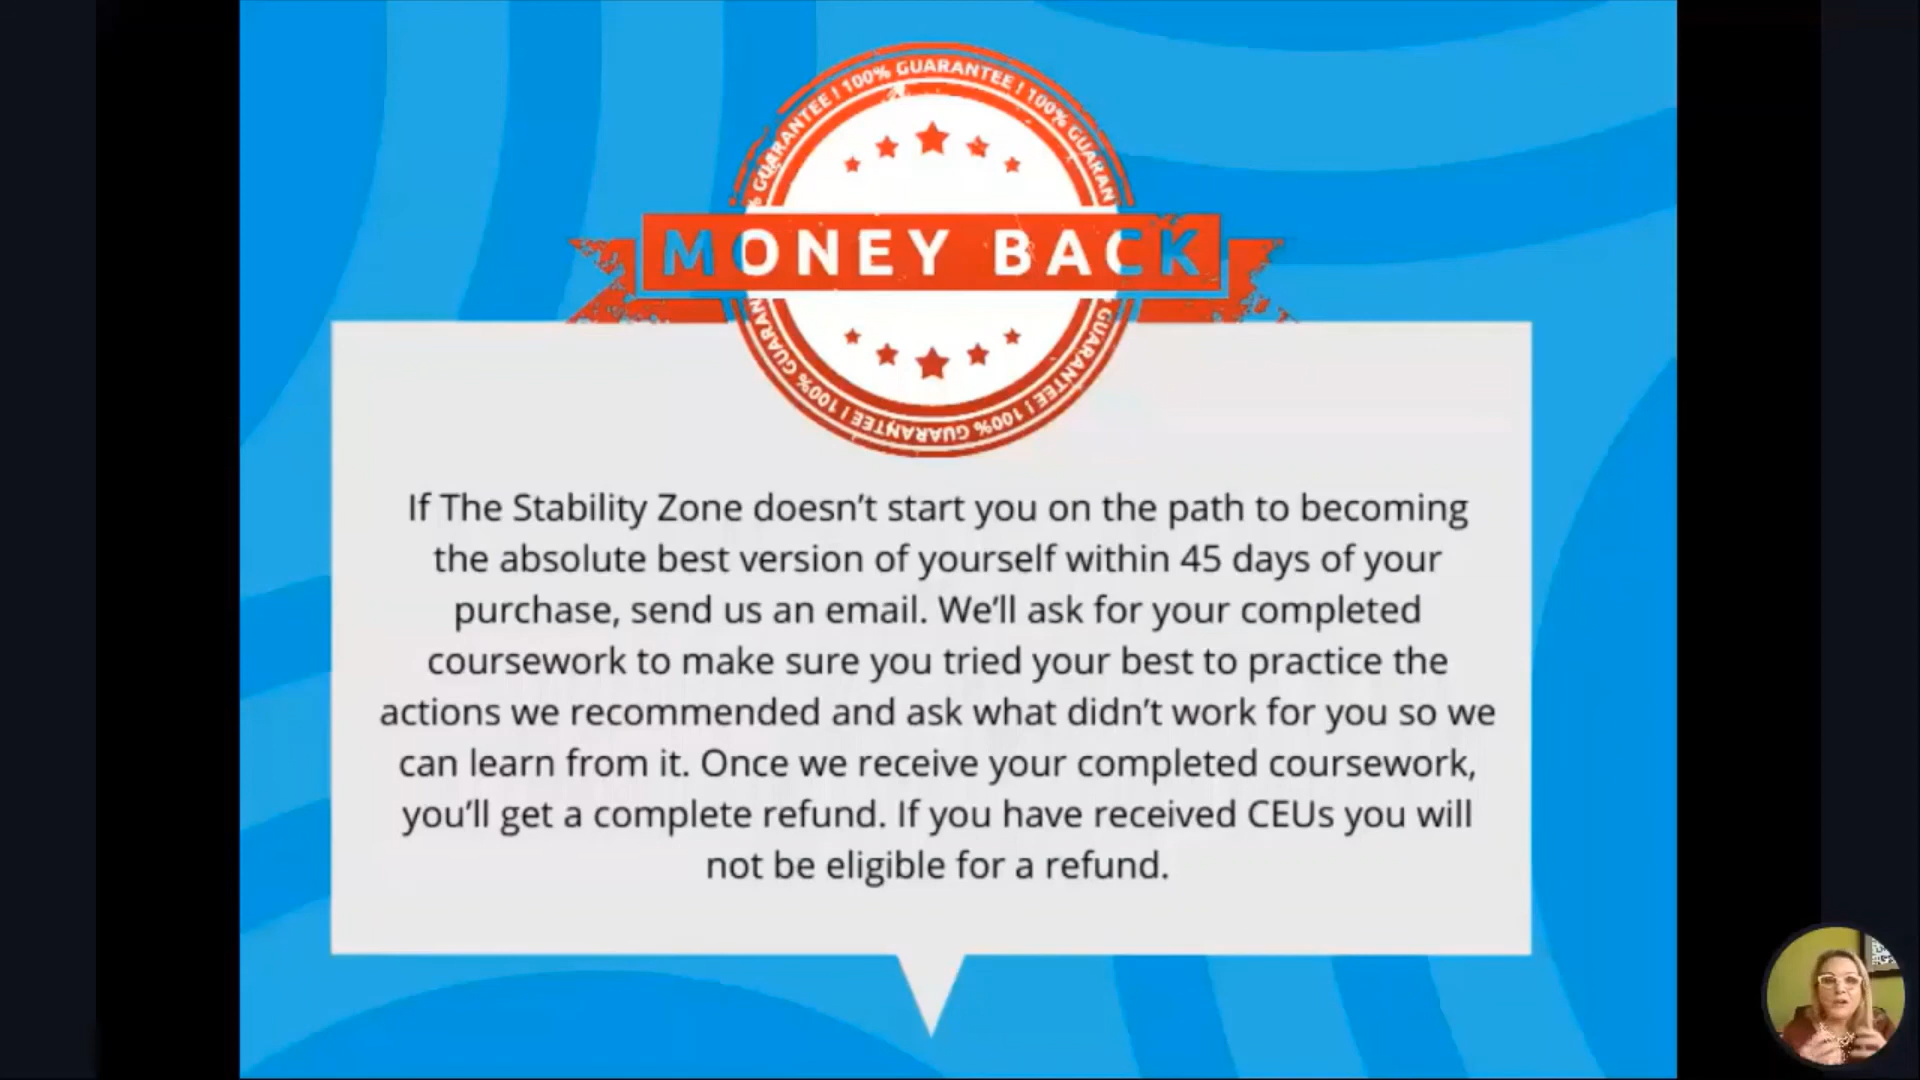 % GUARANTEE ! 100% GUARANTEE ! 100% GUARAN
MONEY BACK
GUARANTEE ! 100% GUARANTEE ! 100% GUARAN
If The Stability Zone doesn’t start you on the path to becoming
the absolute best version of yourself within 45 days of your
purchase, send us an email. We’ll ask for your completed
coursework to make sure you tried your best to practice the
actions we recommended and ask what didn’t work for you so we
can learn from it. Once we receive your completed coursework,
you’ll get a complete refund. If you have received CEUs you will
not be eligible for a refund.